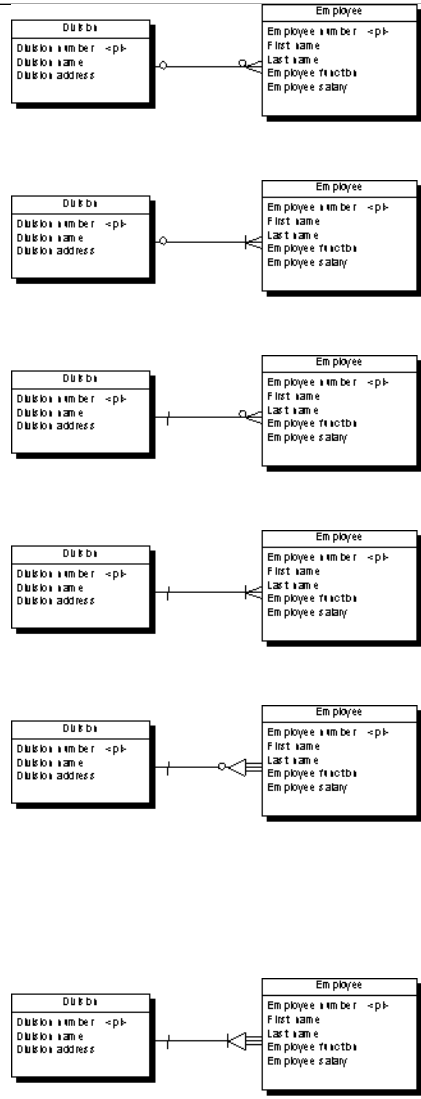 Division
Division number <pi>
Division name
Division address
Employee
Employee number <pi>
First name
Last name
Employee function
Employee salary
Division
Division number <pi>
Division name
Division address
Employee
Employee number <pi>
First name
Last name
Employee function
Employee salary
Division
Division number <pi>
Division name
Division address
Employee
Employee number <pi>
First name
Last name
Employee function
Employee salary
Division
Division number <pi>
Division name
Division address
Employee
Employee number <pi>
First name
Last name
Employee function
Employee salary
Division
Division number <pi>
Division name
Division address
Employee
Employee number <pi>
First name
Last name
Employee function
Employee salary
Division
Division number <pi>
Division name
Division address
Employee
Employee number <pi>
First name
Last name
Employee function
Employee salary